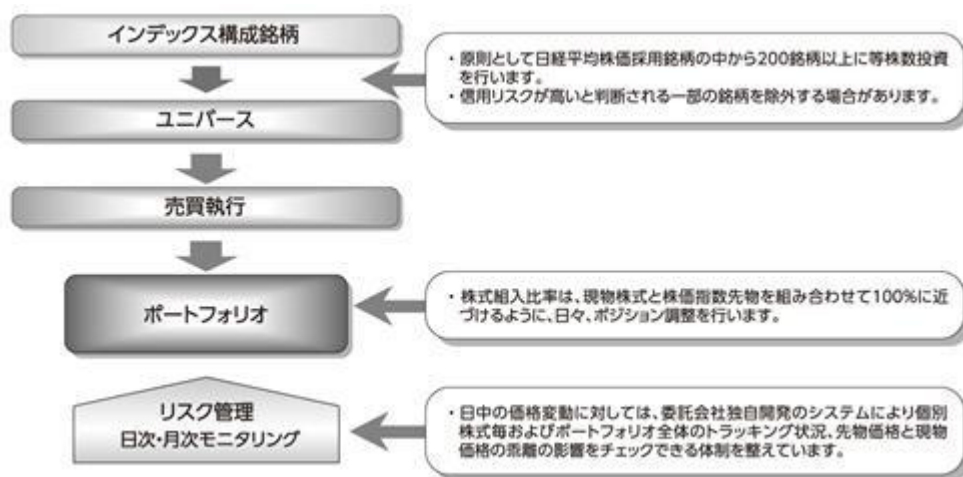 インデックス構成銘柄
・原則として日経平均株価採用銘柄の中から200銘柄以上に等株数投資
を行います。
・信用リスクが高いと判断される一部の銘柄を除外する場合があります。
ユニバース
売買執行
ポートフォリオ
・株式組入比率は、現物株式と株価指数先物を組み合わせて100%に近
づけるように、日々、ポジション調整を行います。
リスク管理
日次・月次モニタリング
・日中の価格変動に対しては、委託会社独自開発のシステムにより個別
株式毎およびポートフォリオ全体のトラッキング状況、先物価格と現物
価格の乖離の影響をチェックできる体制を整えています。